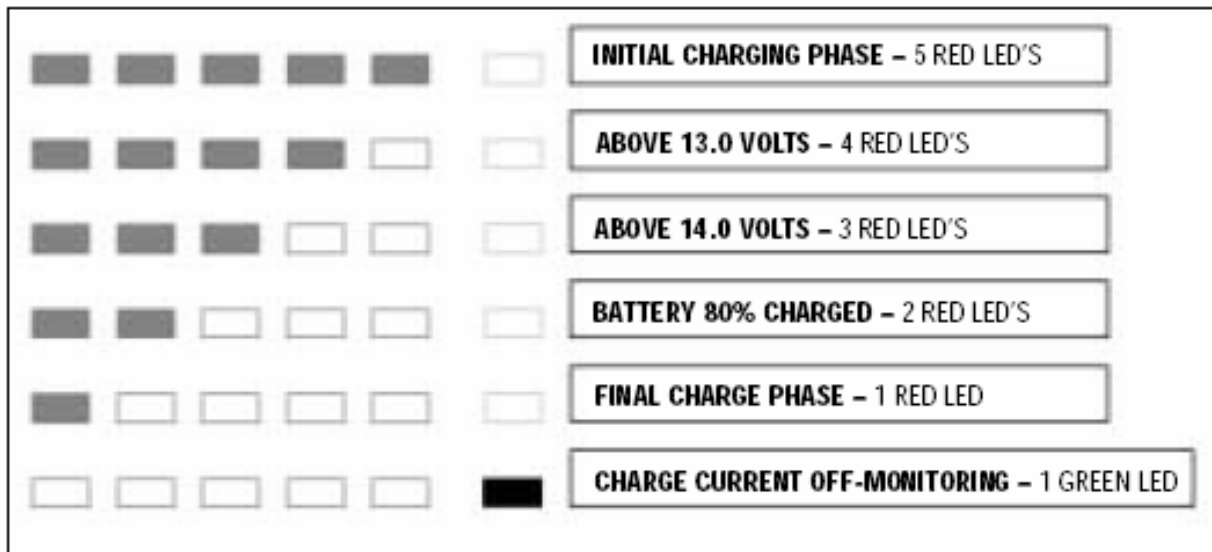 INITIAL CHARGING PHASE – 5 RED LED'S
ABOVE 13.0 VOLTS – 4 RED LED'S
ABOVE 14.0 VOLTS – 3 RED LED'S
BATTERY 80% CHARGED – 2 RED LED'S
FINAL CHARGE PHASE – 1 RED LED
CHARGE CURRENT OFF-MONITORING – 1 GREEN LED